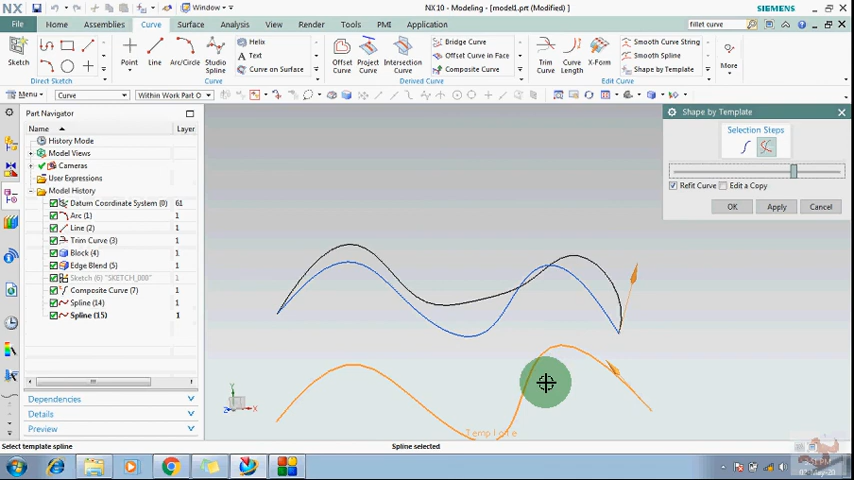 Window
NX 10 - Modeling - [model1.prt (Modified) ]
SIEMENS
File
Home
Assemblies
Curve
Surface
Analysis
View
Render
Tools
PMI
Application
fillet curve
Sketch
Direct Sketch
Point
Line
Arc/Circle
Studio
Spline
Helix
Text
Curve on Surface
Curve
Offset
Curve
Project
Curve
Intersection
Curve
Bridge Curve
Offset Curve in Face
Composite Curve
Derived Curve
Trim
Curve
Curve
Length
X-Form
Smooth Curve String
Smooth Spline
Shape by Template
Edit Curve
More
Menu
Curve
Within Work Part O
Part Navigator
Name
Layer
History Mode
Model Views
Cameras
User Expressions
Model History
Datum Coordinate System (0)
61
Arc (1)
1
Line (2)
1
Trim Curve (3)
1
Block (4)
1
Edge Blend (5)
1
Sketch (6) "SKETCH_000"
1
Composite Curve (7)
1
Spline (14)
1
Spline (15)
1
Dependencies
Details
Preview
Shape by Template
Selection Steps
Refit Curve
Edit a Copy
OK
Apply
Cancel
Template
Y
X
Z
Select template spline
Spline selected